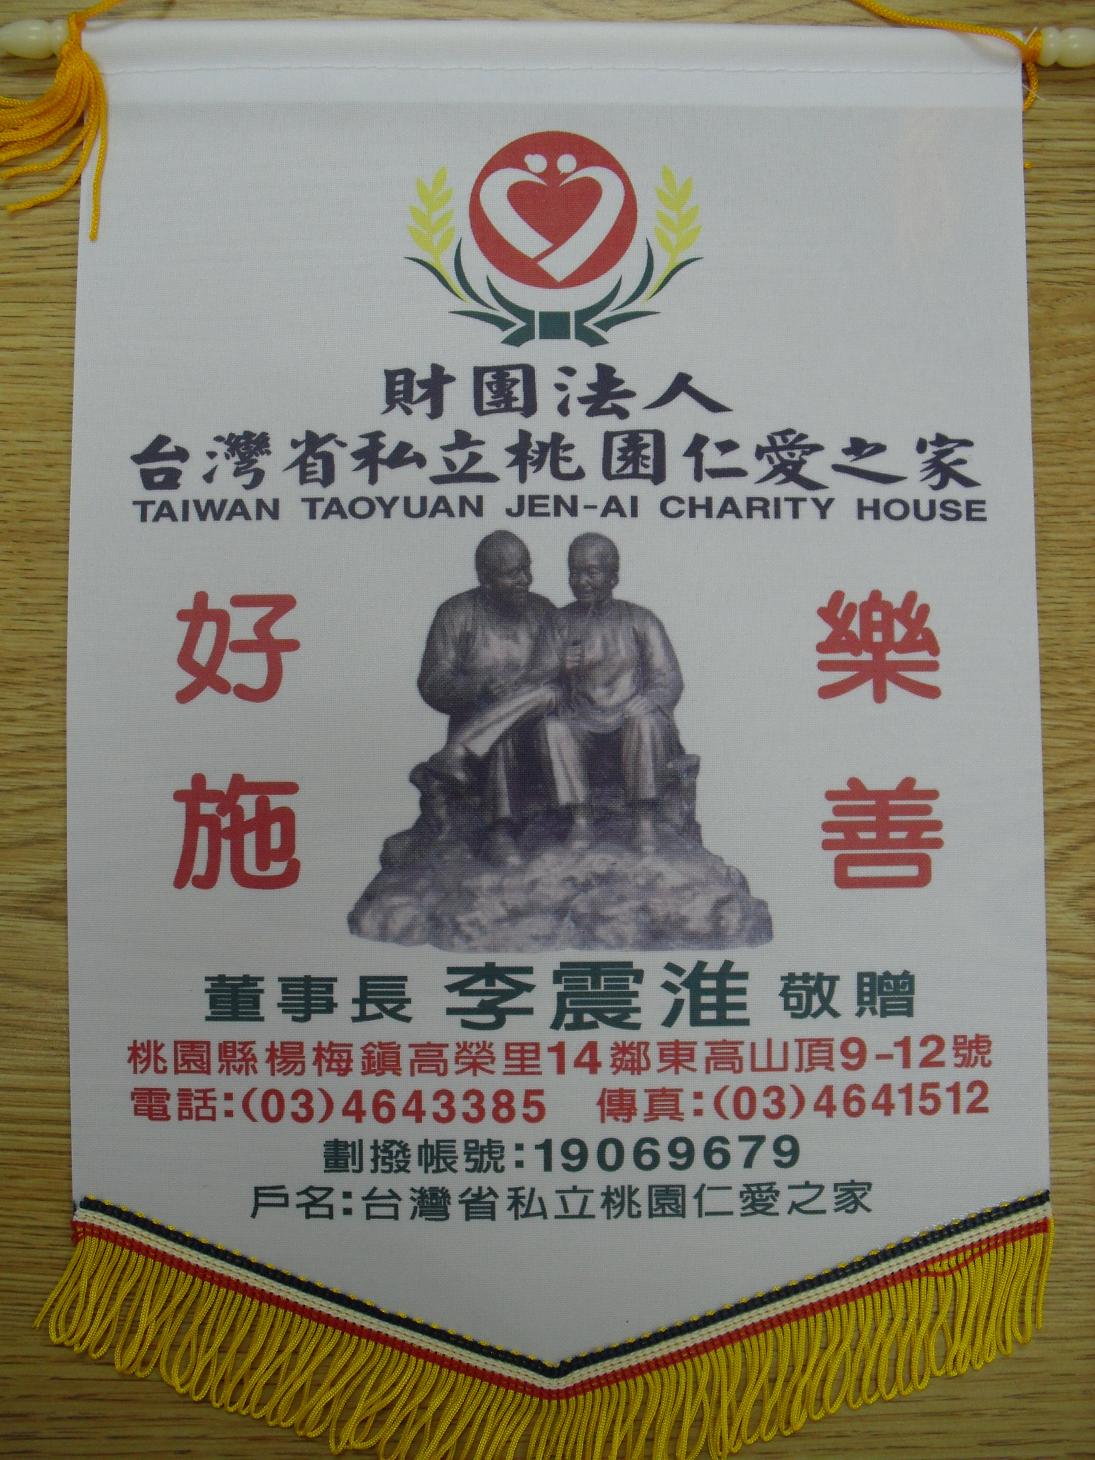 財團法人
台灣省私立桃園仁愛之家
TAIWAN TAOYUAN JEN-AI CHARITY HOUSE
樂善
好施
董事長 李震淮 敬贈
桃園縣楊梅鎮高榮里14鄰東高山頂9-12號
電話:(03)4643385 傳真:(03)4641512
劃撥帳號:19069679
戶名:台灣省私立桃園仁愛之家